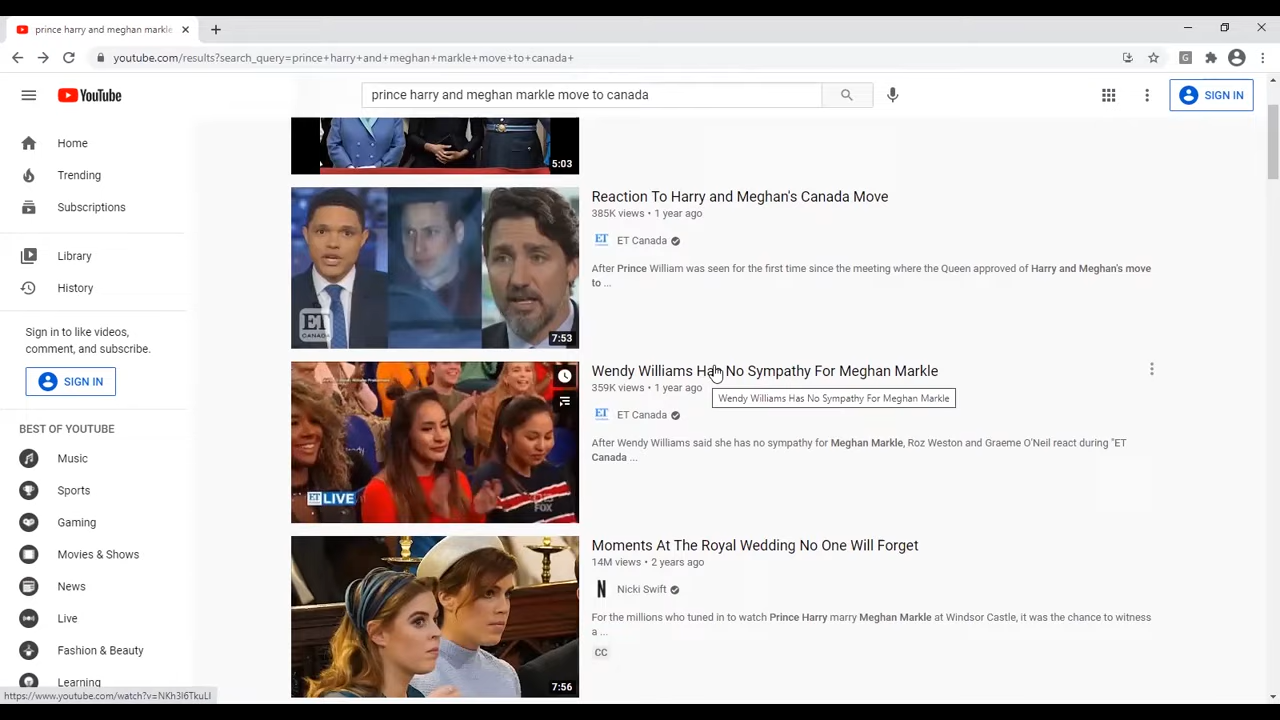 prince harry and meghan markle
youtube.com/results?search_query=prince+harry+and+meghan+markle+move+to+canada+
YouTube
prince harry and meghan markle move to canada
SIGN IN
Home
Trending
Subscriptions
Library
History
Sign in to like videos,
comment, and subscribe.
SIGN IN
BEST OF YOUTUBE
Music
Sports
Gaming
Movies & Shows
News
Live
Fashion & Beauty
Learning
5:03
Reaction To Harry and Meghan's Canada Move
385K views • 1 year ago
ET ET Canada
After Prince William was seen for the first time since the meeting where the Queen approved of Harry and Meghan's move
to ...
ET
CANADA
7:53
Wendy Williams Has No Sympathy For Meghan Markle
359K views • 1 year ago
Wendy Williams Has No Sympathy For Meghan Markle
ET ET Canada
After Wendy Williams said she has no sympathy for Meghan Markle, Roz Weston and Graeme O'Neil react during "ET
Canada ...
ET LIVE
FOX
Moments At The Royal Wedding No One Will Forget
14M views • 2 years ago
N Nicki Swift
For the millions who tuned in to watch Prince Harry marry Meghan Markle at Windsor Castle, it was the chance to witness
a ...
CC
7:56